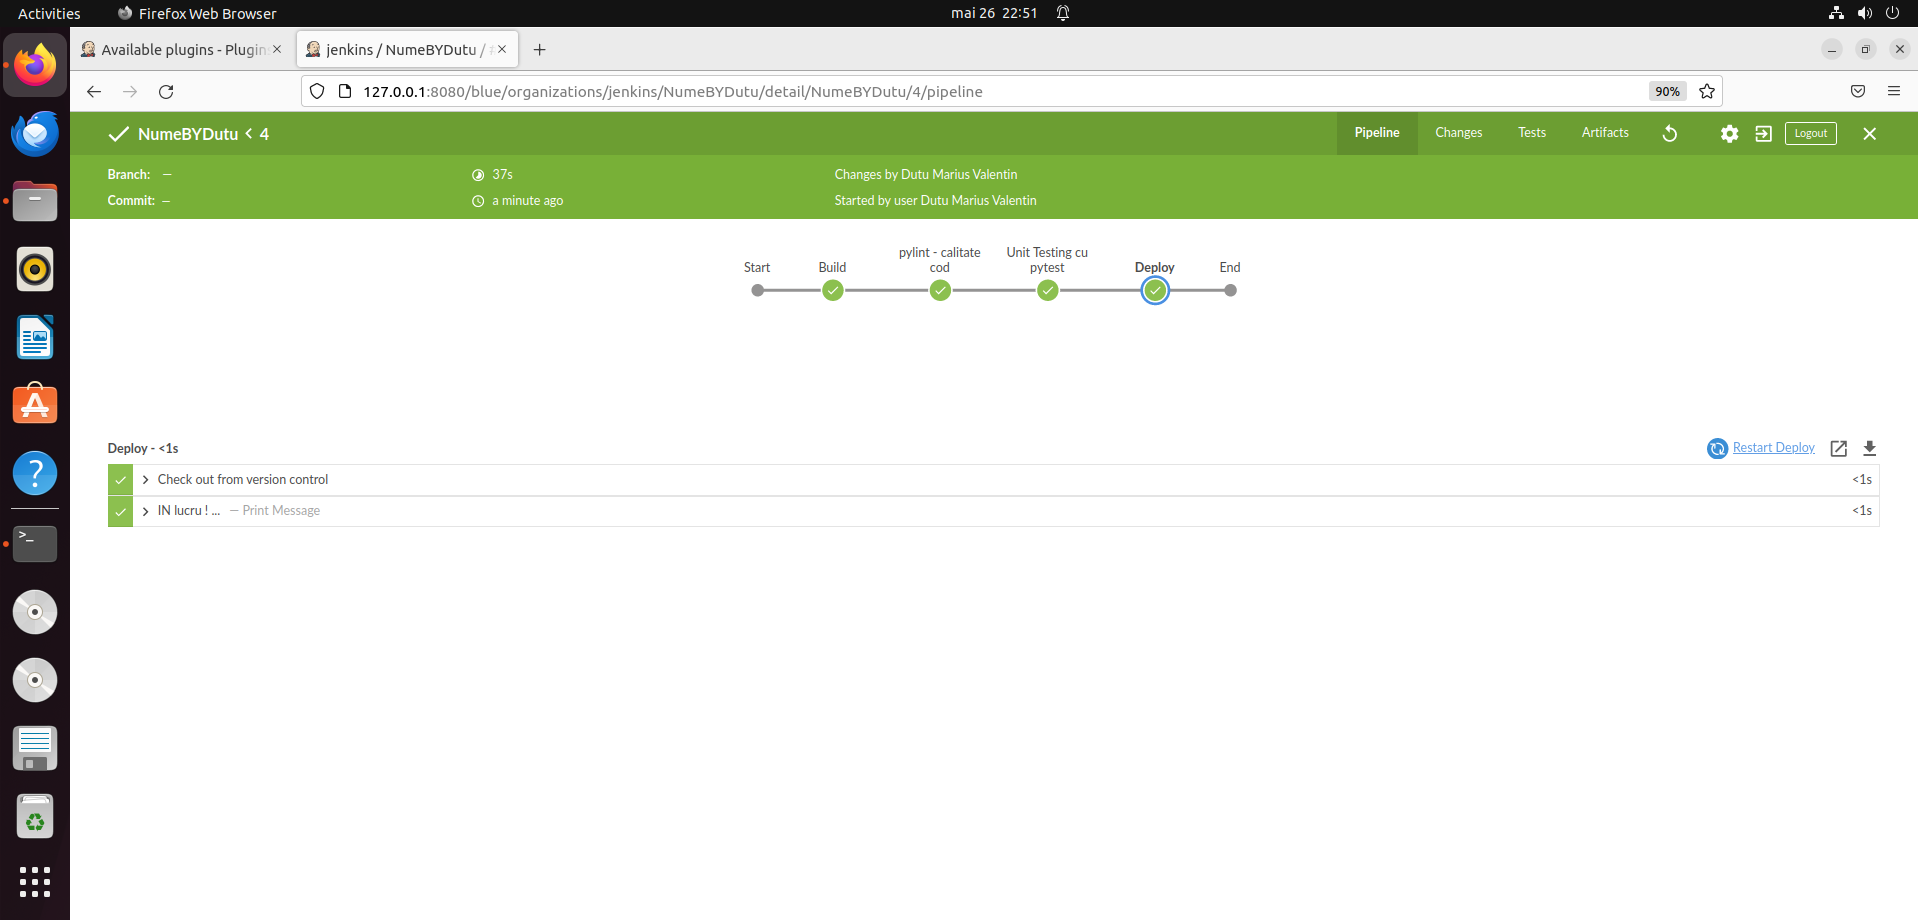 Activities Firefox Web Browser mai 26 22:51
Available plugins - Plugin
jenkins / NumeBYDutu /
127.0.0.1:8080/blue/organizations/jenkins/NumeBYDutu/detail/NumeBYDutu/4/pipeline 90%
NumeBYDutu < 4 Pipeline Changes Tests Artifacts Logout
Branch: — 37s Changes by Dutu Marius Valentin
Commit: — a minute ago Started by user Dutu Marius Valentin
Start
Build
pylint - calitate
cod
Unit Testing cu
pytest
Deploy
End
Deploy - <1s Restart Deploy
Check out from version control <1s
IN lucru ! ... — Print Message <1s